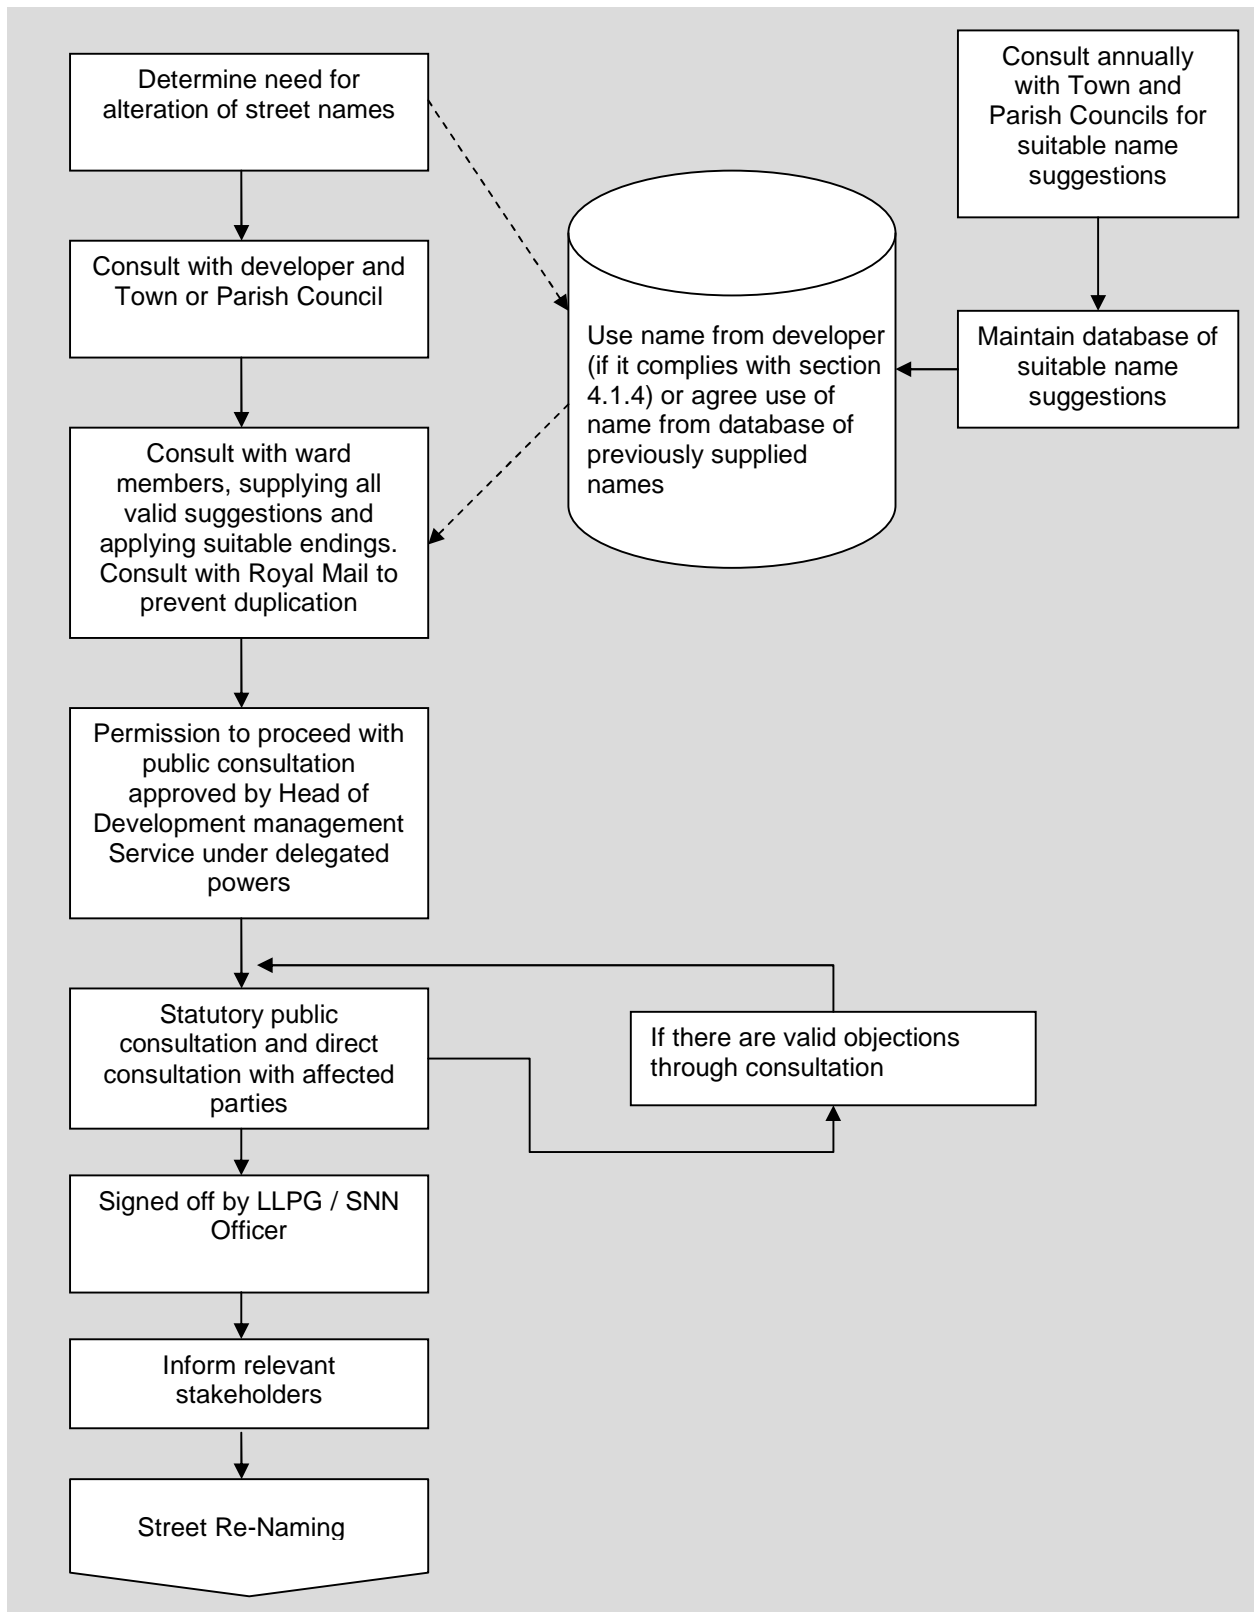 Determine need for
alteration of street names
Consult annually
with Town and
Parish Councils for
suitable name
suggestions
Consult with developer and
Town or Parish Council
Use name from developer
(if it complies with section
4.1.4) or agree use of
name from database of
previously supplied
names
Maintain database of
suitable name
suggestions
Consult with ward
members, supplying all
valid suggestions and
applying suitable endings.
Consult with Royal Mail to
prevent duplication
Permission to proceed with
public consultation
approved by Head of
Development management
Service under delegated
powers
Statutory public
consultation and direct
consultation with affected
parties
If there are valid objections
through consultation
Signed off by LLPG / SNN
Officer
Inform relevant
stakeholders
Street Re-Naming